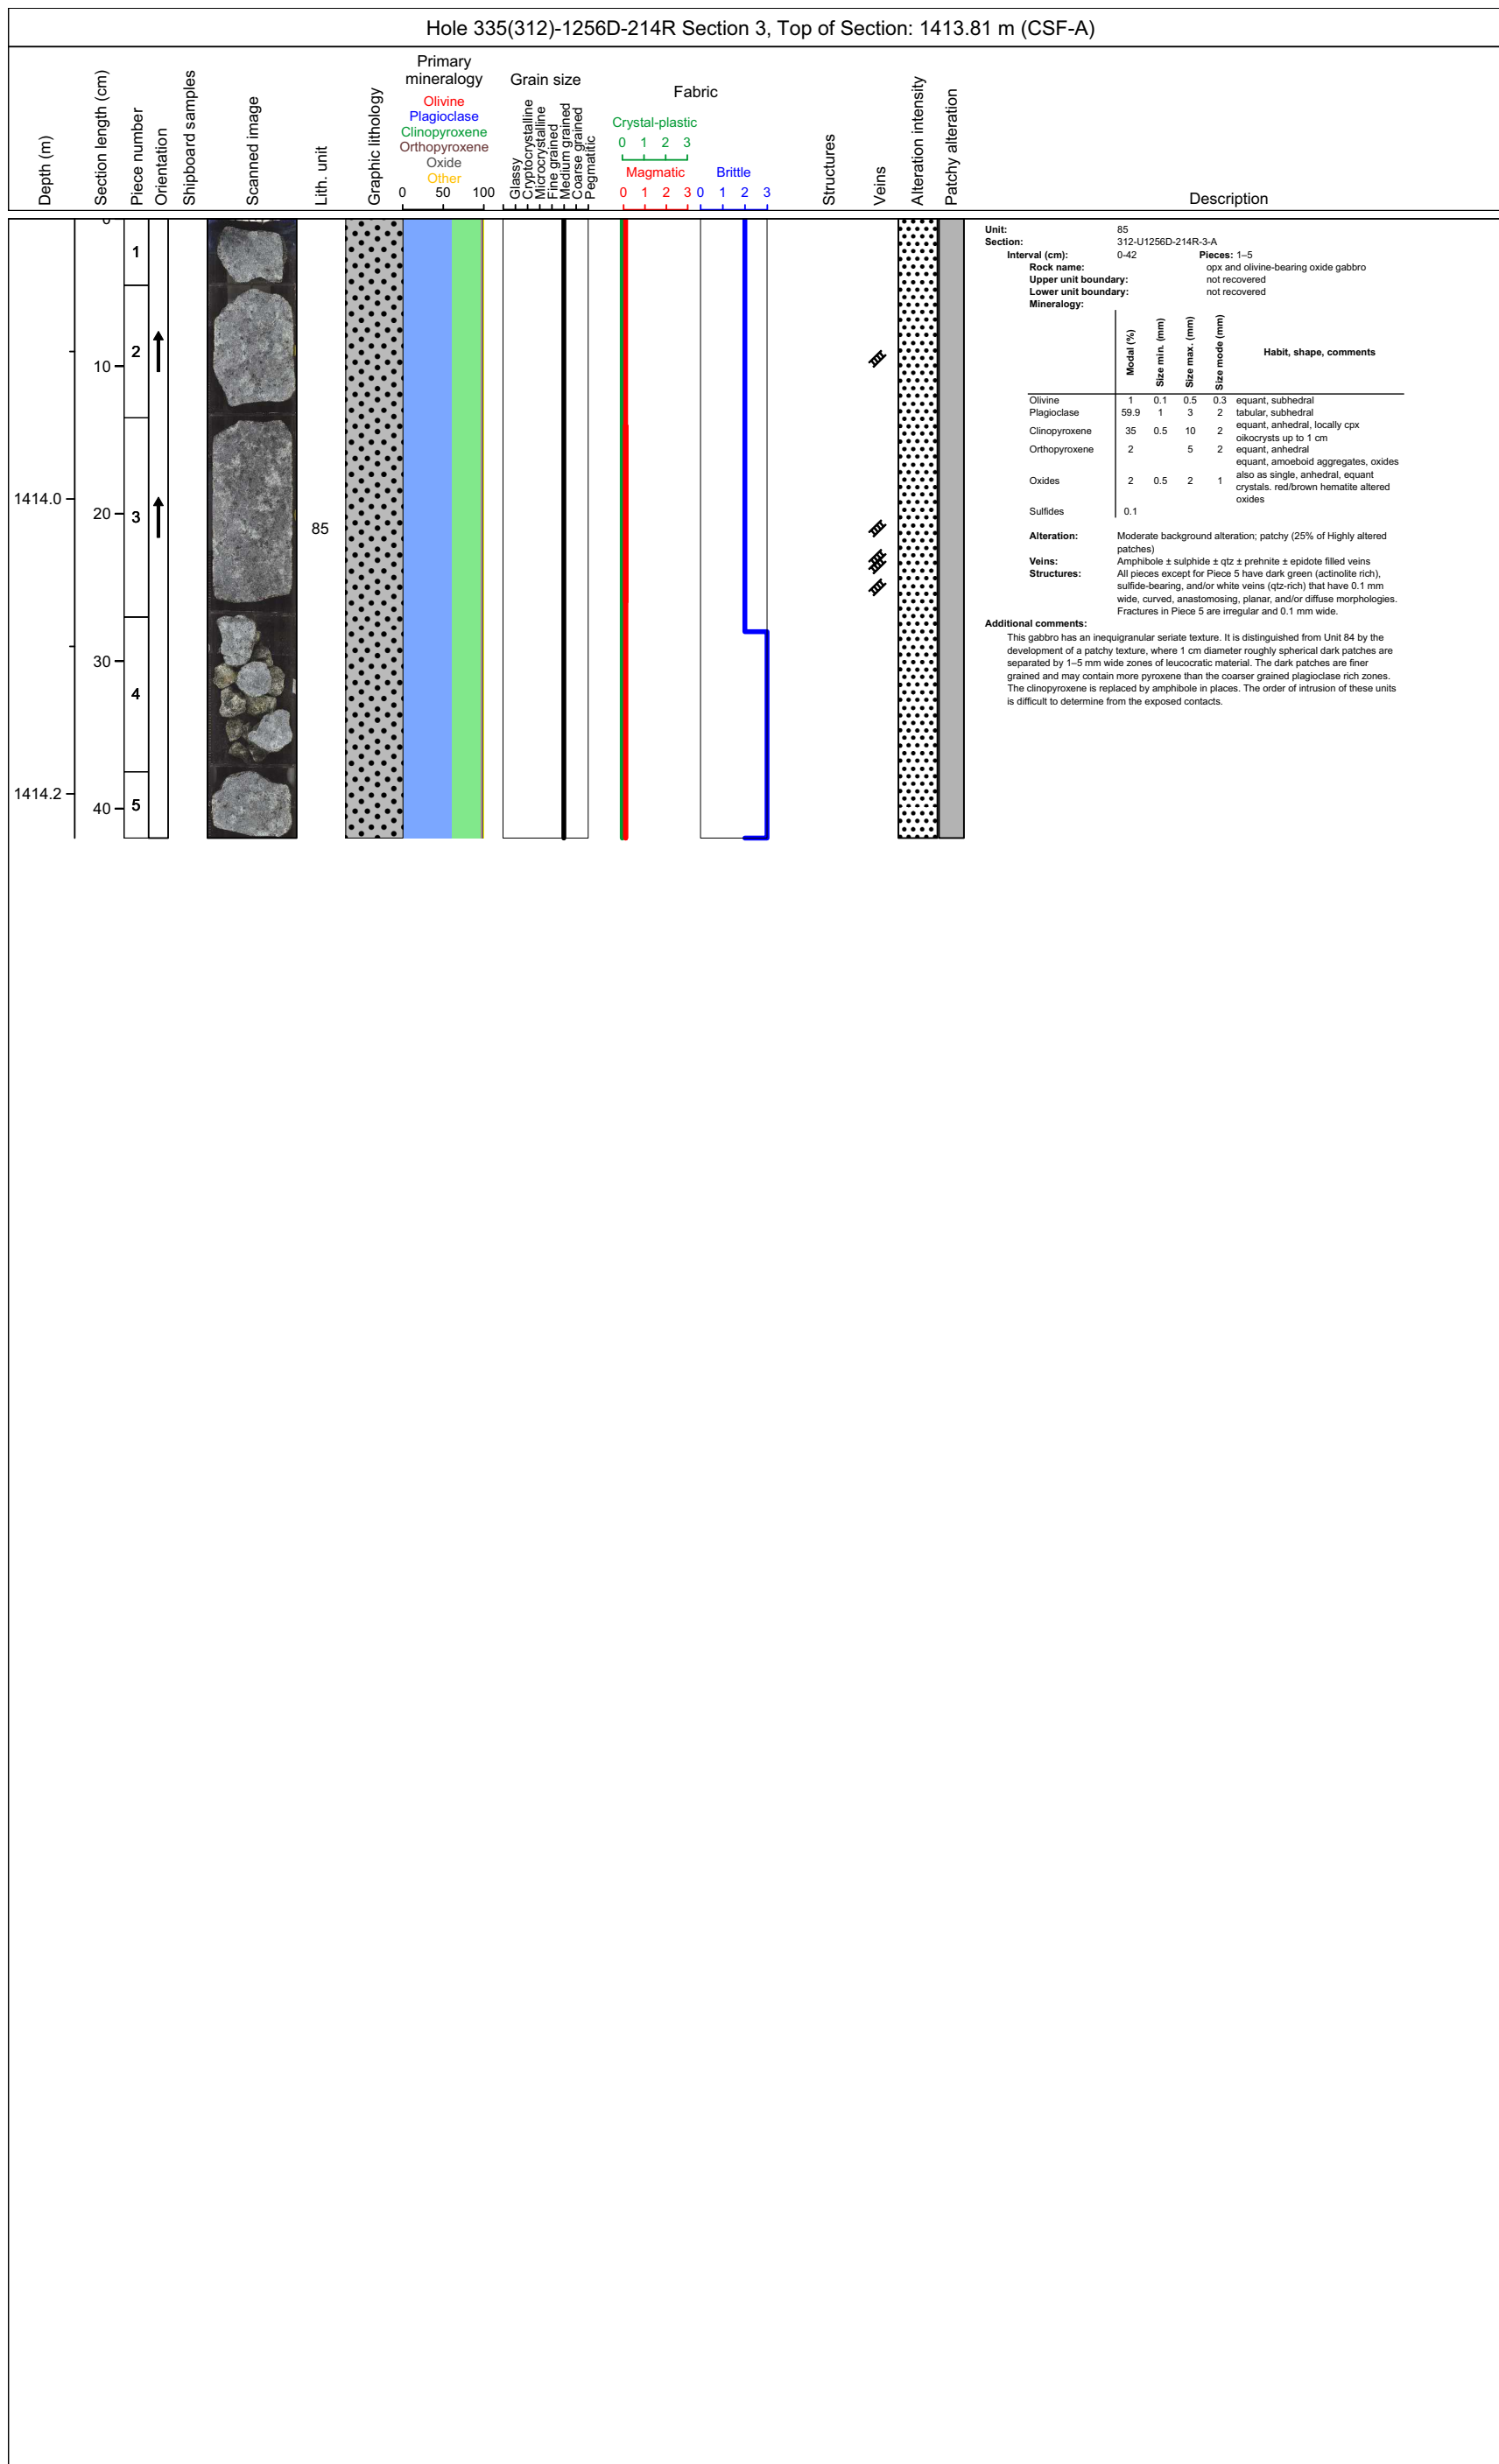 Hole 335(312)-1256D-214R Section 3, Top of Section: 1413.81 m (CSF-A)
Depth (m)
Section length (cm)
Piece number
Orientation
Shipboard samples
Scanned image
Lith. unit
Graphic lithology
Primary
mineralogy
Olivine
Plagioclase
Clinopyroxene
Orthopyroxene
Oxide
Other
0 50 100
Grain size
Glassy
Cryptocrystalline
Microcrystalline
Fine grained
Medium grained
Coarse grained
Pegmatitic
Fabric
Crystal-plastic
0 1 2 3
Magmatic
0 1 2 3
Brittle
0 1 2 3
Structures
Veins
Alteration intensity
Patchy alteration
Description
0
10
20
30
40
1414.0
1414.2
1
2
3
4
5
85
Unit: 85
Section: 312-U1256D-214R-3-A
Interval (cm): 0-42 Pieces: 1–5
Rock name: opx and olivine-bearing oxide gabbro
Upper unit boundary: not recovered
Lower unit boundary: not recovered
Mineralogy:
Modal (%) Size min. (mm) Size max. (mm) Size mode (mm) Habit, shape, comments
Olivine 1 0.1 0.5 0.3 equant, subhedral
Plagioclase 59.9 1 3 2 tabular, subhedral
Clinopyroxene 35 0.5 10 2 equant, anhedral, locally cpx
oikocrysts up to 1 cm
Orthopyroxene 2 5 2 equant, anhedral
Oxides 2 0.5 2 1 equant, amoeboid aggregates, oxides
also as single, anhedral, equant
crystals. red/brown hematite altered
oxides
Sulfides 0.1
Alteration: Moderate background alteration; patchy (25% of Highly altered
patches)
Veins: Amphibole ± sulphide ± qtz ± prehnite ± epidote filled veins
Structures: All pieces except for Piece 5 have dark green (actinolite rich),
sulfide-bearing, and/or white veins (qtz-rich) that have 0.1 mm
wide, curved, anastomosing, planar, and/or diffuse morphologies.
Fractures in Piece 5 are irregular and 0.1 mm wide.
Additional comments:
This gabbro has an inequigranular seriate texture. It is distinguished from Unit 84 by the
development of a patchy texture, where 1 cm diameter roughly spherical dark patches are
separated by 1–5 mm wide zones of leucocratic material. The dark patches are finer
grained and may contain more pyroxene than the coarser grained plagioclase rich zones.
The clinopyroxene is replaced by amphibole in places. The order of intrusion of these units
is difficult to determine from the exposed contacts.